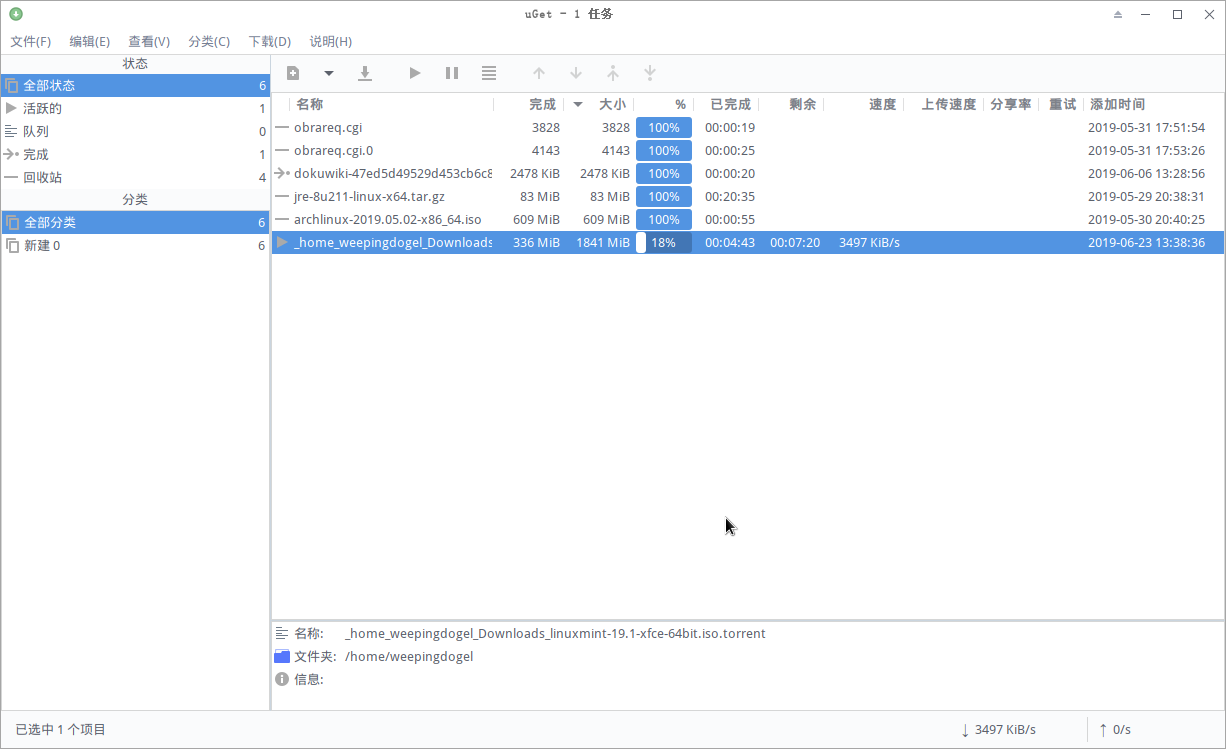 uGet - 1 任务
文件(F) 编辑(E) 查看(V) 分类(C) 下载(D) 说明(H)
状态
全部状态 6
活跃的 1
队列 0
完成 1
回收站 4
分类
全部分类 6
新建 0 6
名称 完成 大小 % 已完成 剩余 速度 上传速度 分享率 重试 添加时间
obrareq.cgi 3828 3828 100% 00:00:19 2019-05-31 17:51:54
obrareq.cgi.0 4143 4143 100% 00:00:25 2019-05-31 17:53:26
dokuwiki-47ed5d49529d453cb6c8 2478 KiB 2478 KiB 100% 00:00:20 2019-06-06 13:28:56
jre-8u211-linux-x64.tar.gz 83 MiB 83 MiB 100% 00:20:35 2019-05-29 20:38:31
archlinux-2019.05.02-x86_64.iso 609 MiB 609 MiB 100% 00:00:55 2019-05-30 20:40:25
_home_weepingdogel_Downloads 336 MiB 1841 MiB 18% 00:04:43 00:07:20 3497 KiB/s 2019-06-23 13:38:36
名称: _home_weepingdogel_Downloads_linuxmint-19.1-xfce-64bit.iso.torrent
文件夹: /home/weepingdogel
信息:
已选中 1 个项目 ↓ 3497 KiB/s ↑ 0/s